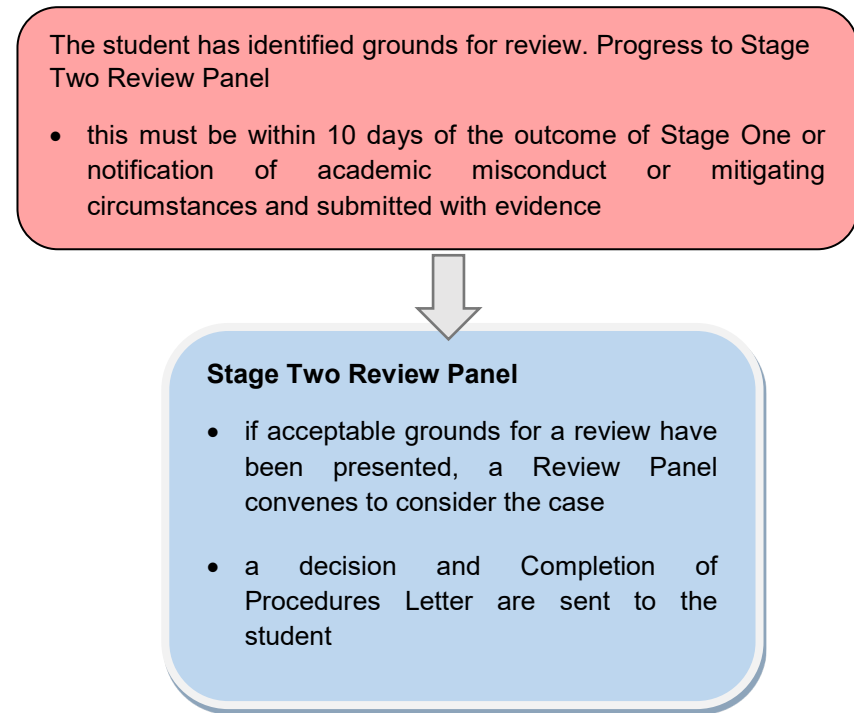 The student has identified grounds for review. Progress to Stage
Two Review Panel
• this must be within 10 days of the outcome of Stage One or
notification of academic misconduct or mitigating
circumstances and submitted with evidence
Stage Two Review Panel
• if acceptable grounds for a review have
been presented, a Review Panel
convenes to consider the case
• a decision and Completion of
Procedures Letter are sent to the
student